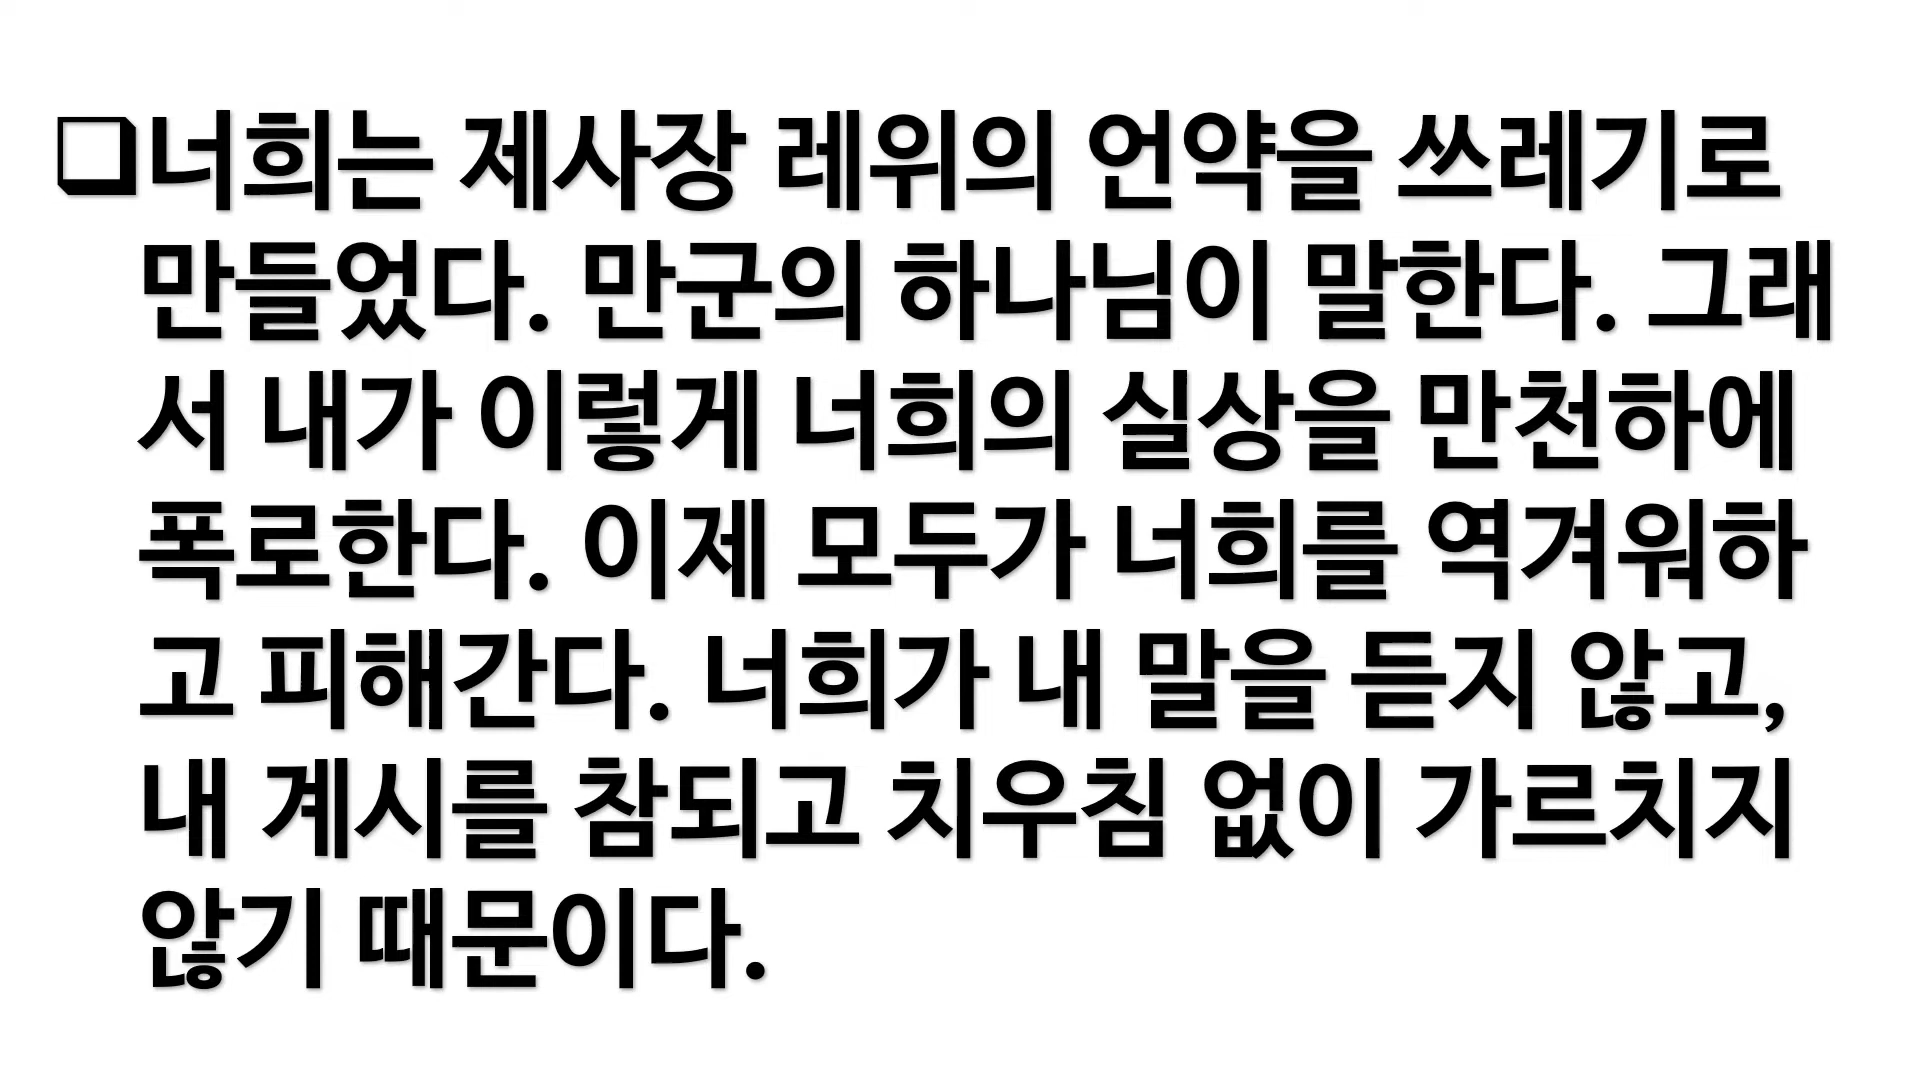 ❑너희는 제사장 레위의 언약을 쓰레기로
만들었다. 만군의 하나님이 말한다. 그래
서 내가 이렇게 너희의 실상을 만천하에
폭로한다. 이제 모두가 너희를 역겨워하
고 피해간다. 너희가 내 말을 듣지 않고,
내 계시를 참되고 치우침 없이 가르치지
않기 때문이다.